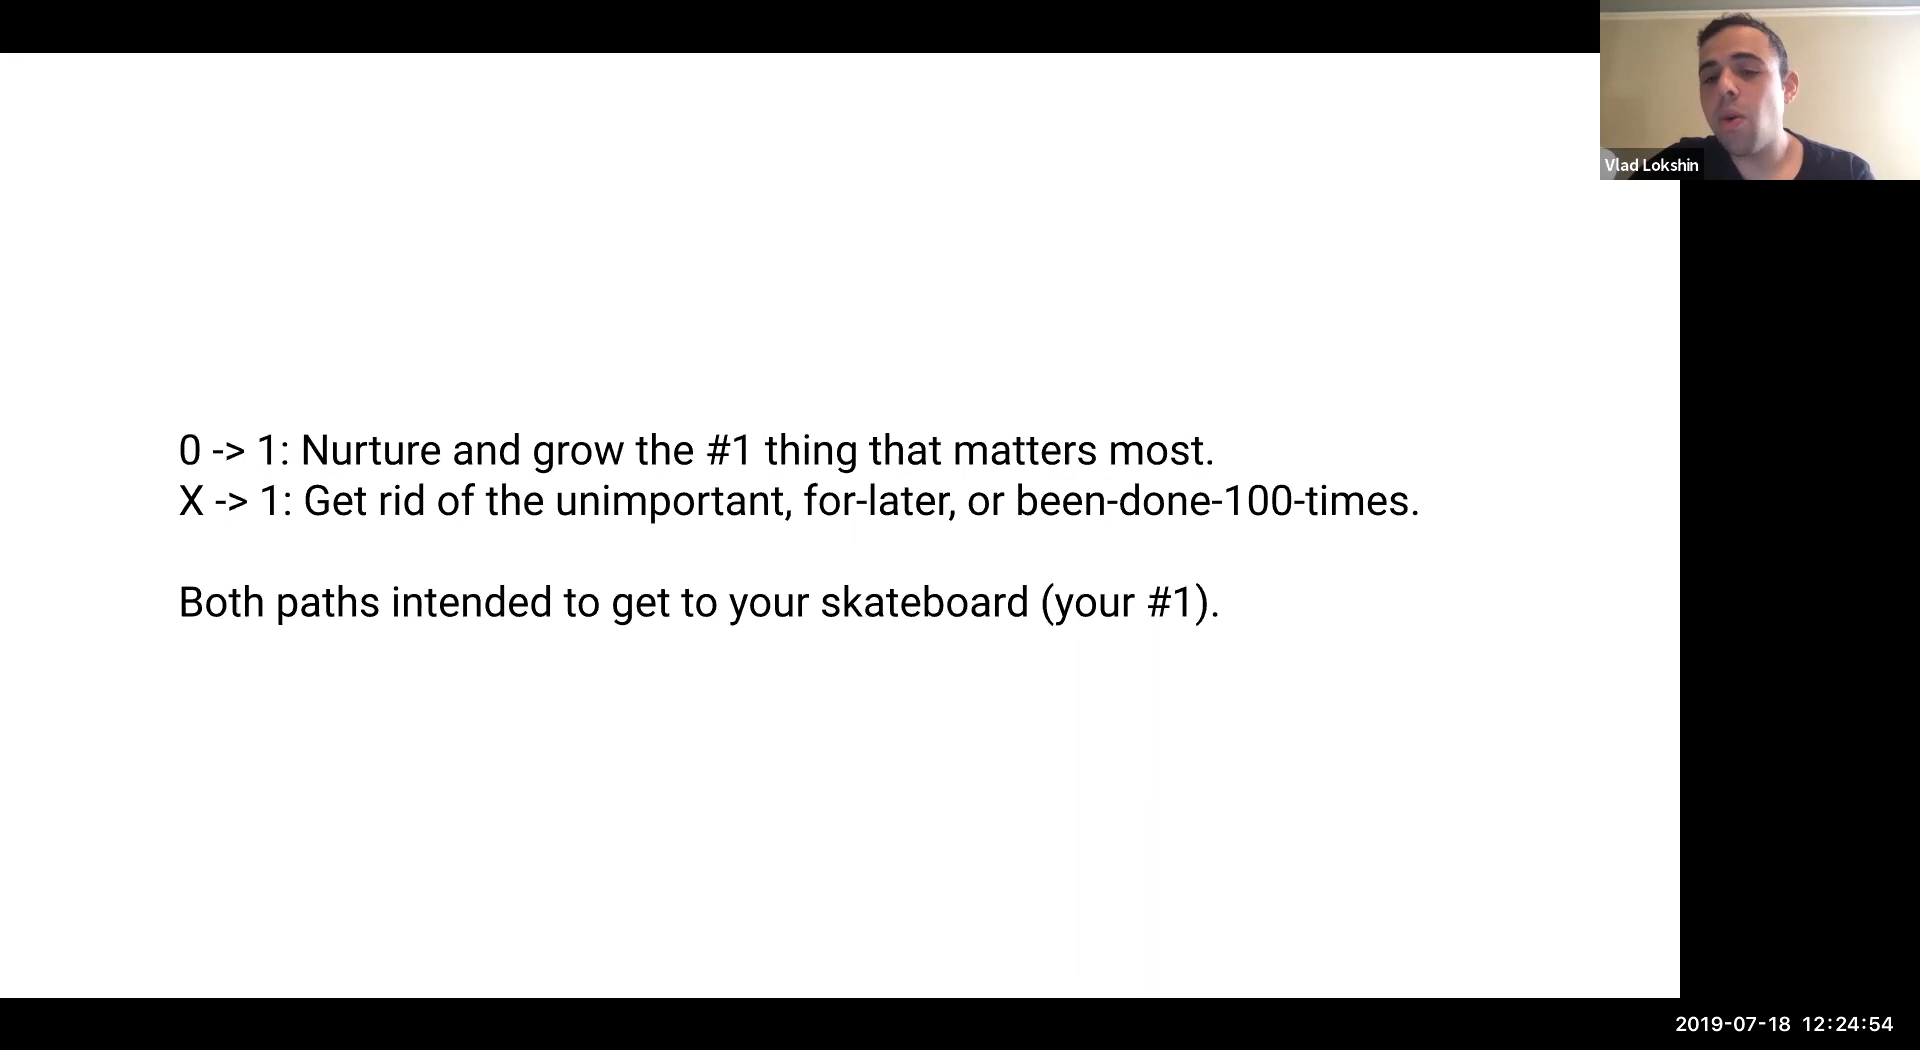 Vlad Lokshin
0 -> 1: Nurture and grow the #1 thing that matters most.
X -> 1: Get rid of the unimportant, for-later, or been-done-100-times.
Both paths intended to get to your skateboard (your #1).
2019-07-18 12:24:54